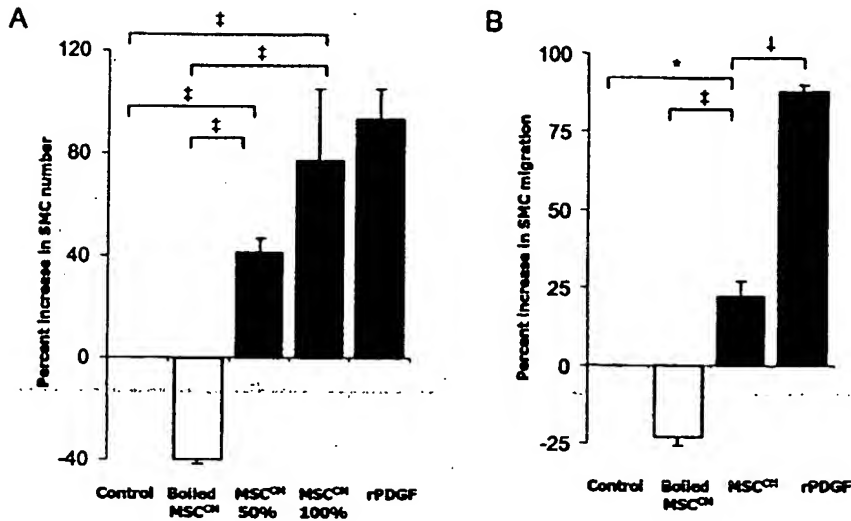 A
Percent increase in SMC number
120
80
40
0
-40
‡
‡
‡
‡
Control
Boiled MSC^CM
MSC^CM 50%
MSC^CM 100%
rPDGF
B
Percent increase in SMC migration
100
75
50
25
0
-25
*
‡
Control
Boiled MSC^CM
MSC^CM
rPDGF